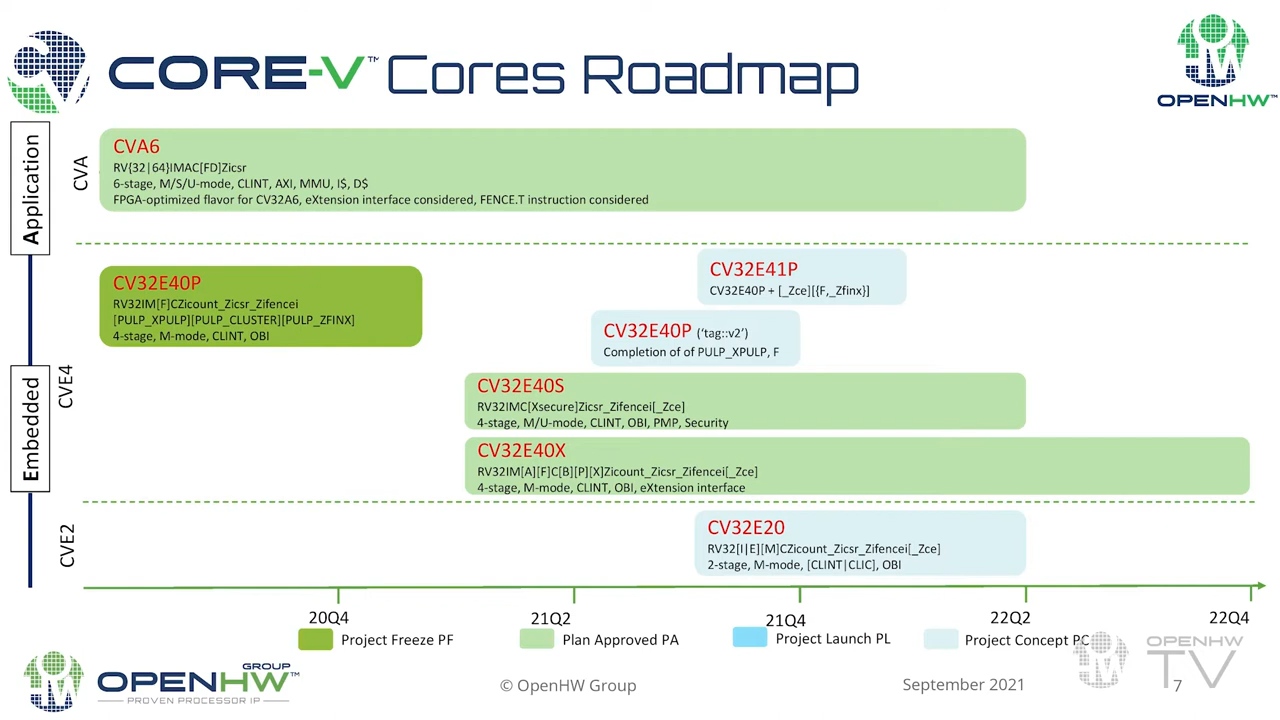 CORE-V™ Cores Roadmap
OPENHW™
Application
CVA
CVA6
RV{32|64}IMAC[FD]Zicsr
6-stage, M/S/U-mode, CLINT, AXI, MMU, I$, D$
FPGA-optimized flavor for CV32A6, eXtension interface considered, FENCE.T instruction considered
Embedded
CVE4
CV32E40P
RV32IM[F]CZicount_Zicsr_Zifencei
[PULP_XPULP][PULP_CLUSTER][PULP_ZFINX]
4-stage, M-mode, CLINT, OBI
CV32E41P
CV32E40P + [_Zce][{F,_Zfinx}]
CV32E40P ('tag::v2')
Completion of of PULP_XPULP, F
CV32E40S
RV32IMC[Xsecure]Zicsr_Zifencei[_Zce]
4-stage, M/U-mode, CLINT, OBI, PMP, Security
CV32E40X
RV32IM[A][F]C[B][P][X]Zicount_Zicsr_Zifencei[_Zce]
4-stage, M-mode, CLINT, OBI, eXtension interface
CVE2
CV32E20
RV32[I|E][M]CZicount_Zicsr_Zifencei[_Zce]
2-stage, M-mode, [CLINT|CLIC], OBI
20Q4
21Q2
21Q4
22Q2
22Q4
Project Freeze PF
Plan Approved PA
Project Launch PL
Project Concept PC
OPENHW GROUP™
PROVEN PROCESSOR IP
© OpenHW Group
September 2021
7
OPENHW
TV